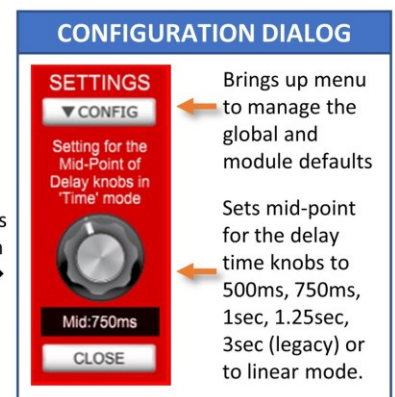 CONFIGURATION DIALOG
SETTINGS
▼ CONFIG
Setting for the
Mid-Point of
Delay knobs in
'Time' mode
Mid:750ms
CLOSE
Brings up menu
to manage the
global and
module defaults
Sets mid-point
for the delay
time knobs to
500ms, 750ms,
1sec, 1.25sec,
3sec (legacy) or
to linear mode.